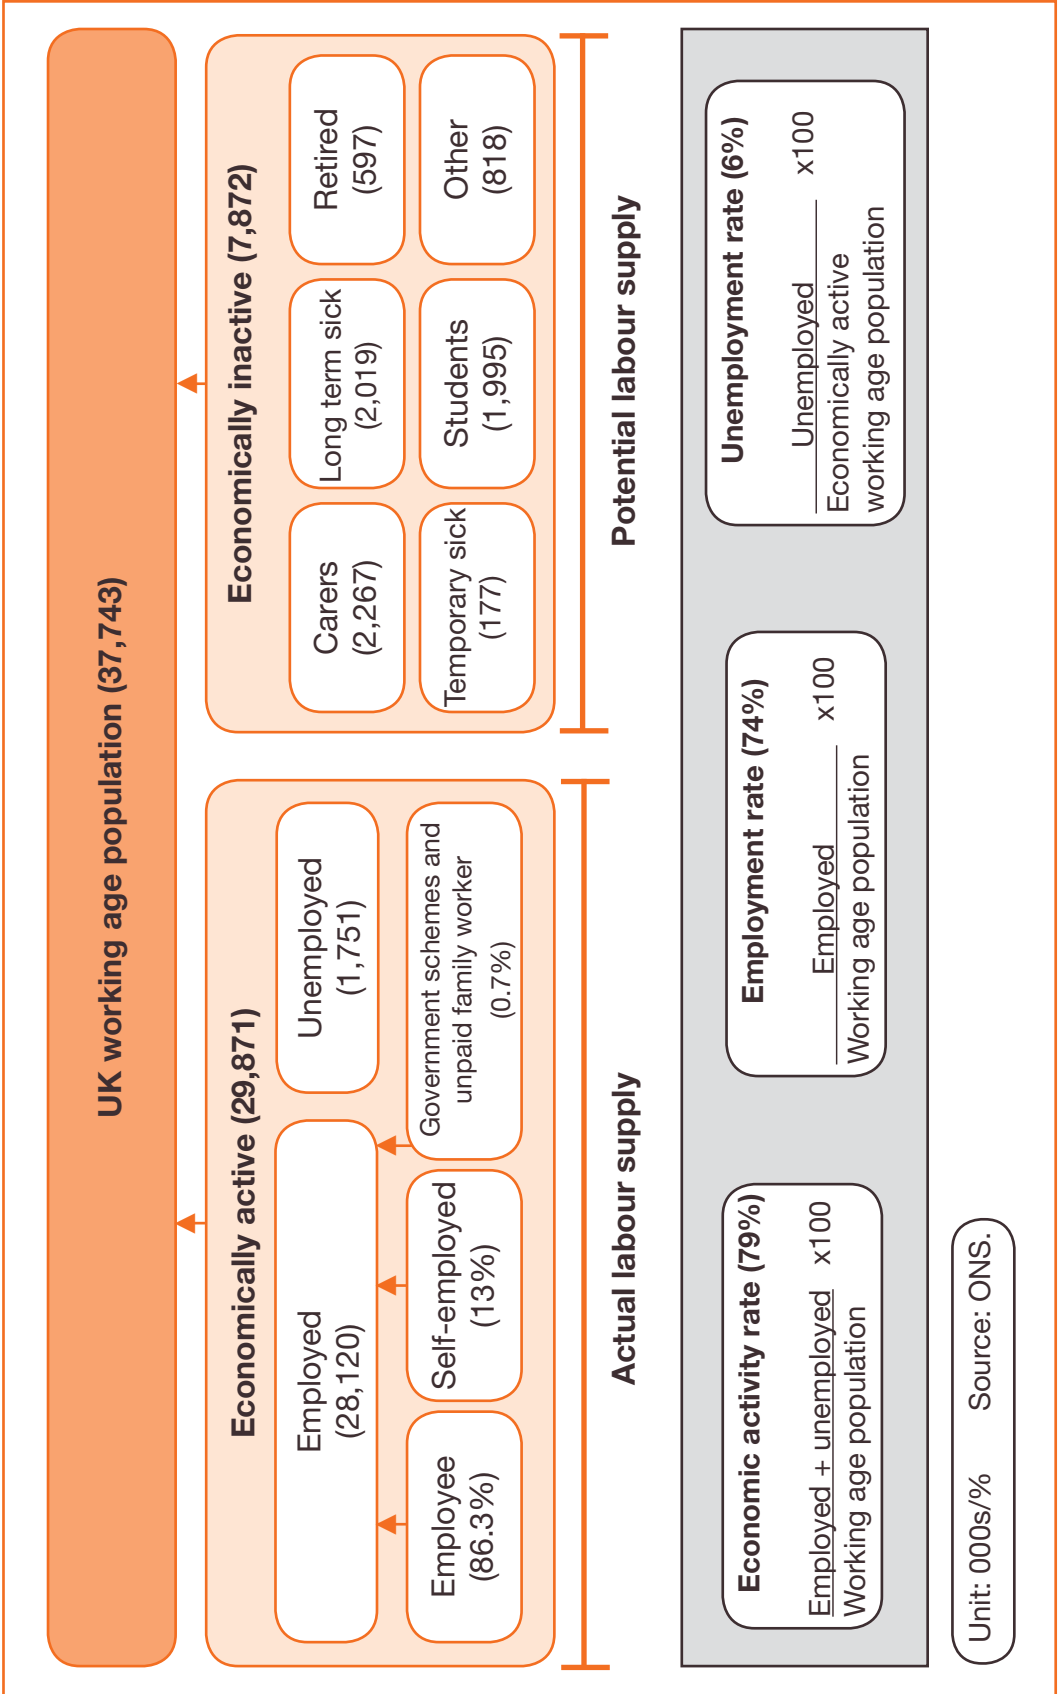 UK working age population (37,743)
Economically active (29,871)
Employed
(28,120)
Unemployed
(1,751)
Employee
(86.3%)
Self-employed
(13%)
Government schemes and
unpaid family worker
(0.7%)
Actual labour supply
Economically inactive (7,872)
Carers
(2,267)
Long term sick
(2,019)
Retired
(597)
Temporary sick
(177)
Students
(1,995)
Other
(818)
Potential labour supply
Economic activity rate (79%)
Employed + unemployed x100
Working age population
Employment rate (74%)
Employed x100
Working age population
Unemployment rate (6%)
Unemployed x100
Economically active
working age population
Unit: 000s/% Source: ONS.